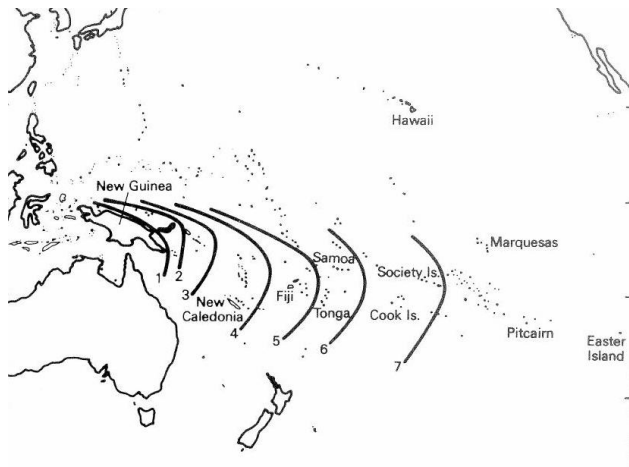 Hawaii
New Guinea
Marquesas
Samoa
Society Is.
1
2
3
New
Caledonia
Fiji
Tonga
Cook Is.
4
5
6
7
Pitcairn
Easter
Island